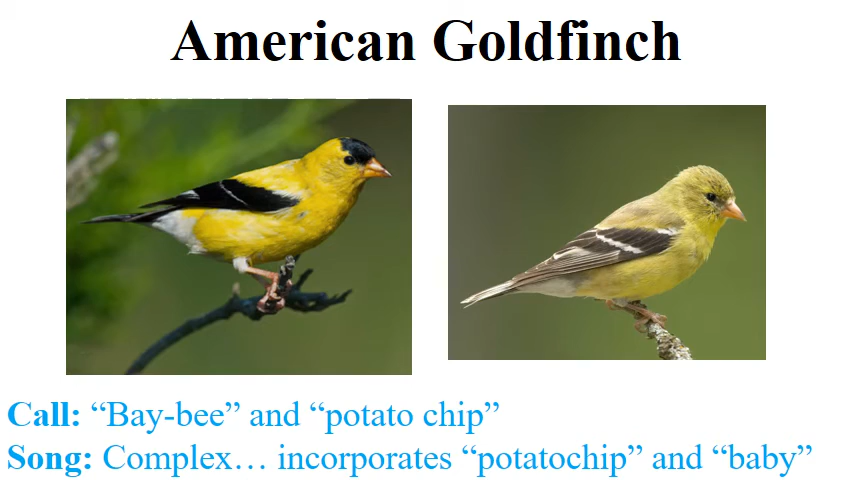 American Goldfinch
Call: “Bay-bee” and “potato chip”
Song: Complex… incorporates “potatochip” and “baby”